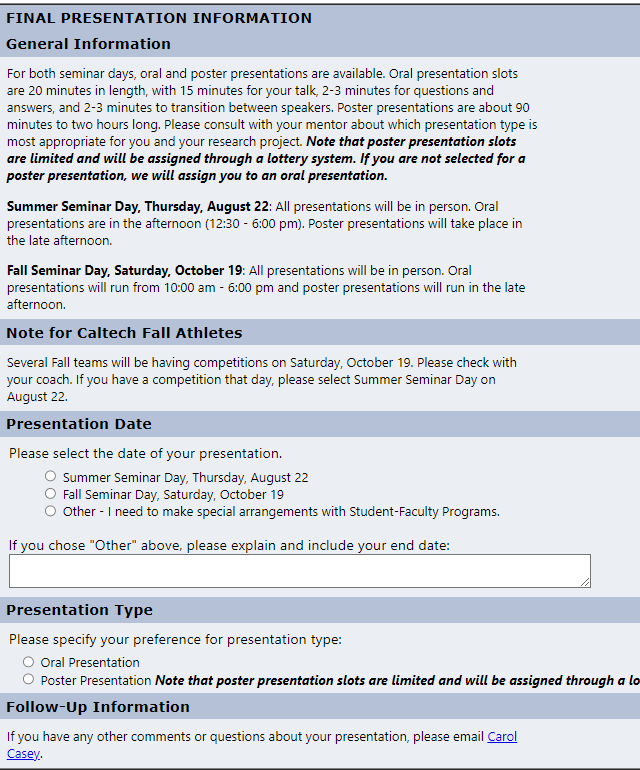 FINAL PRESENTATION INFORMATION
General Information
For both seminar days, oral and poster presentations are available. Oral presentation slots
are 20 minutes in length, with 15 minutes for your talk, 2-3 minutes for questions and
answers, and 2-3 minutes to transition between speakers. Poster presentations are about 90
minutes to two hours long. Please consult with your mentor about which presentation type is
most appropriate for you and your research project. Note that poster presentation slots
are limited and will be assigned through a lottery system. If you are not selected for a
poster presentation, we will assign you to an oral presentation.
Summer Seminar Day, Thursday, August 22: All presentations will be in person. Oral
presentations are in the afternoon (12:30 - 6:00 pm). Poster presentations will take place in
the late afternoon.
Fall Seminar Day, Saturday, October 19: All presentations will be in person. Oral
presentations will run from 10:00 am - 6:00 pm and poster presentations will run in the late
afternoon.
Note for Caltech Fall Athletes
Several Fall teams will be having competitions on Saturday, October 19. Please check with
your coach. If you have a competition that day, please select Summer Seminar Day on
August 22.
Presentation Date
Please select the date of your presentation.
Summer Seminar Day, Thursday, August 22
Fall Seminar Day, Saturday, October 19
Other - I need to make special arrangements with Student-Faculty Programs.
If you chose "Other" above, please explain and include your end date:
Presentation Type
Please specify your preference for presentation type:
Oral Presentation
Poster Presentation Note that poster presentation slots are limited and will be assigned through a lo
Follow-Up Information
If you have any other comments or questions about your presentation, please email Carol
Casey.